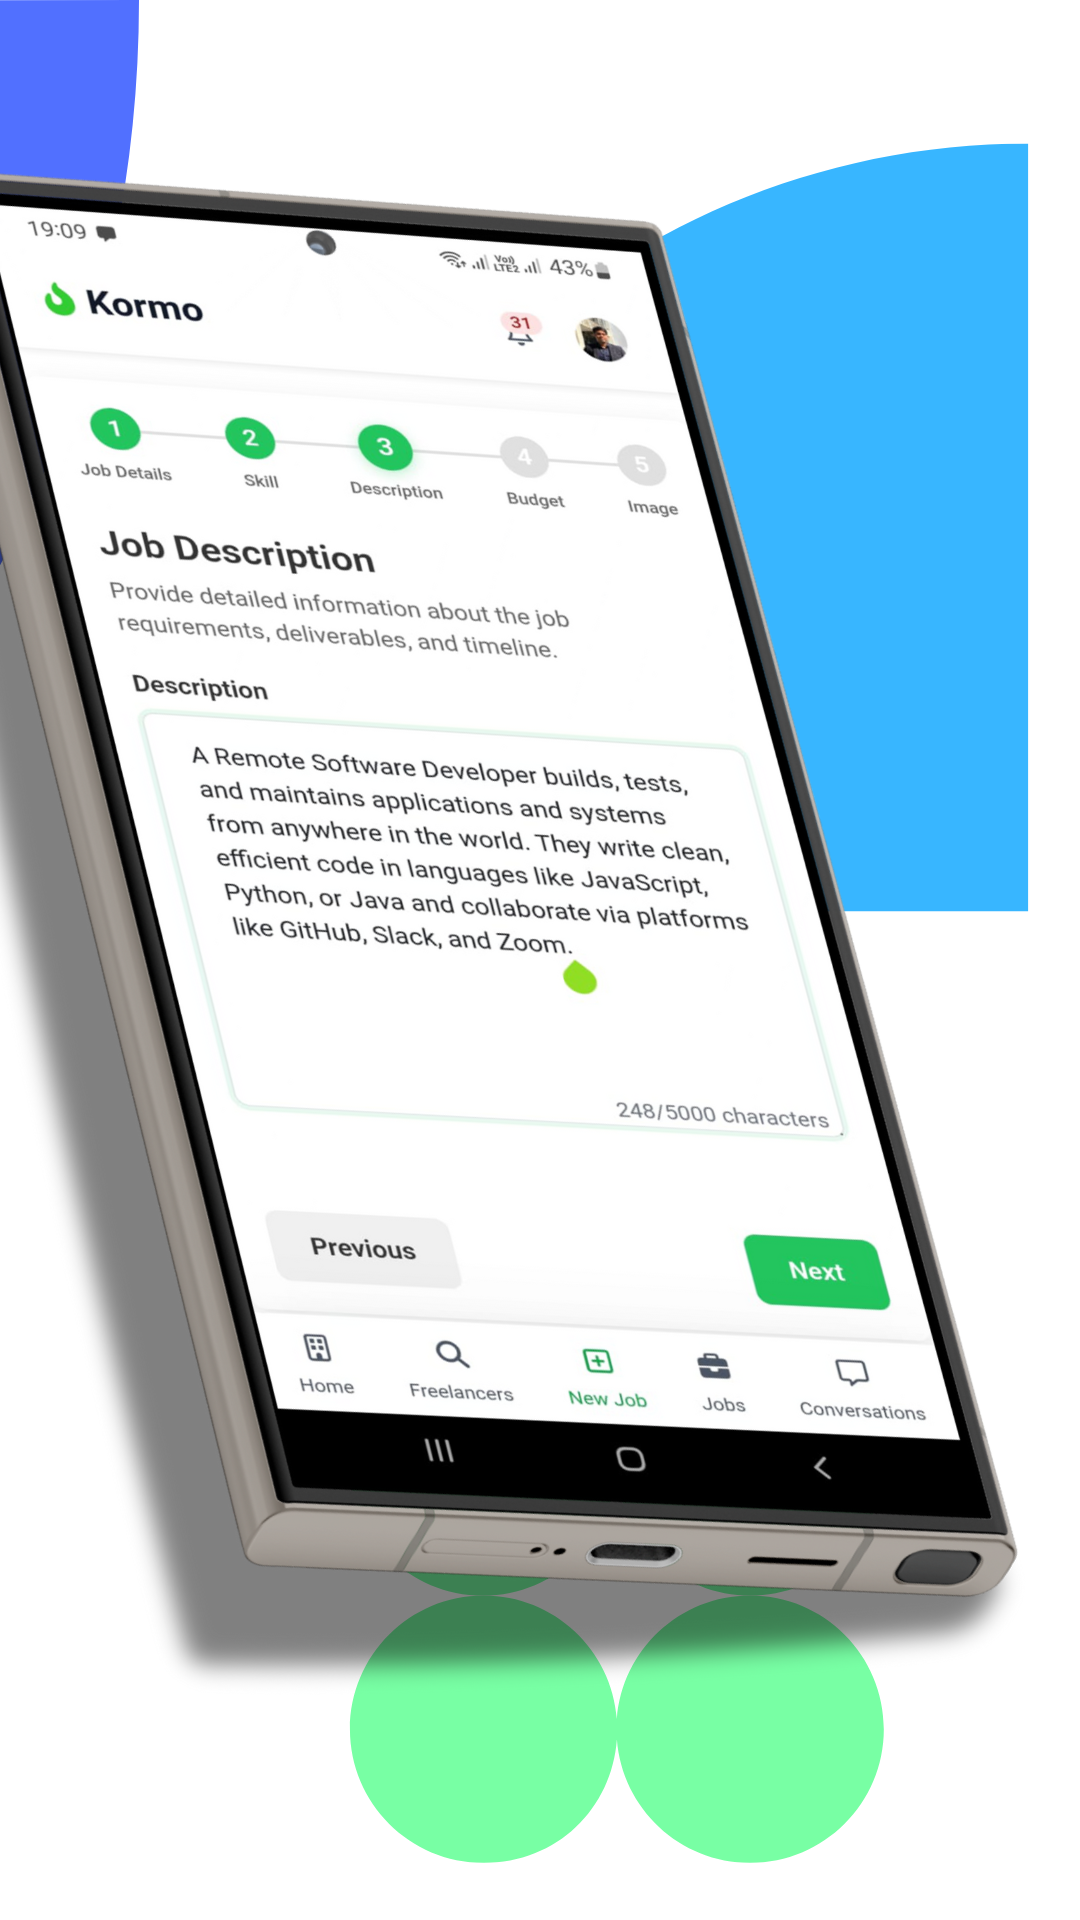 19:09
Vo)) LTE2 43%
Kormo
31
1 2 3 4 5
Job Details Skill Description Budget Image
Job Description
Provide detailed information about the job
requirements, deliverables, and timeline.
Description
A Remote Software Developer builds, tests,
and maintains applications and systems
from anywhere in the world. They write clean,
efficient code in languages like JavaScript,
Python, or Java and collaborate via platforms
like GitHub, Slack, and Zoom.
248/5000 characters
Previous Next
Home Freelancers New Job Jobs Conversations